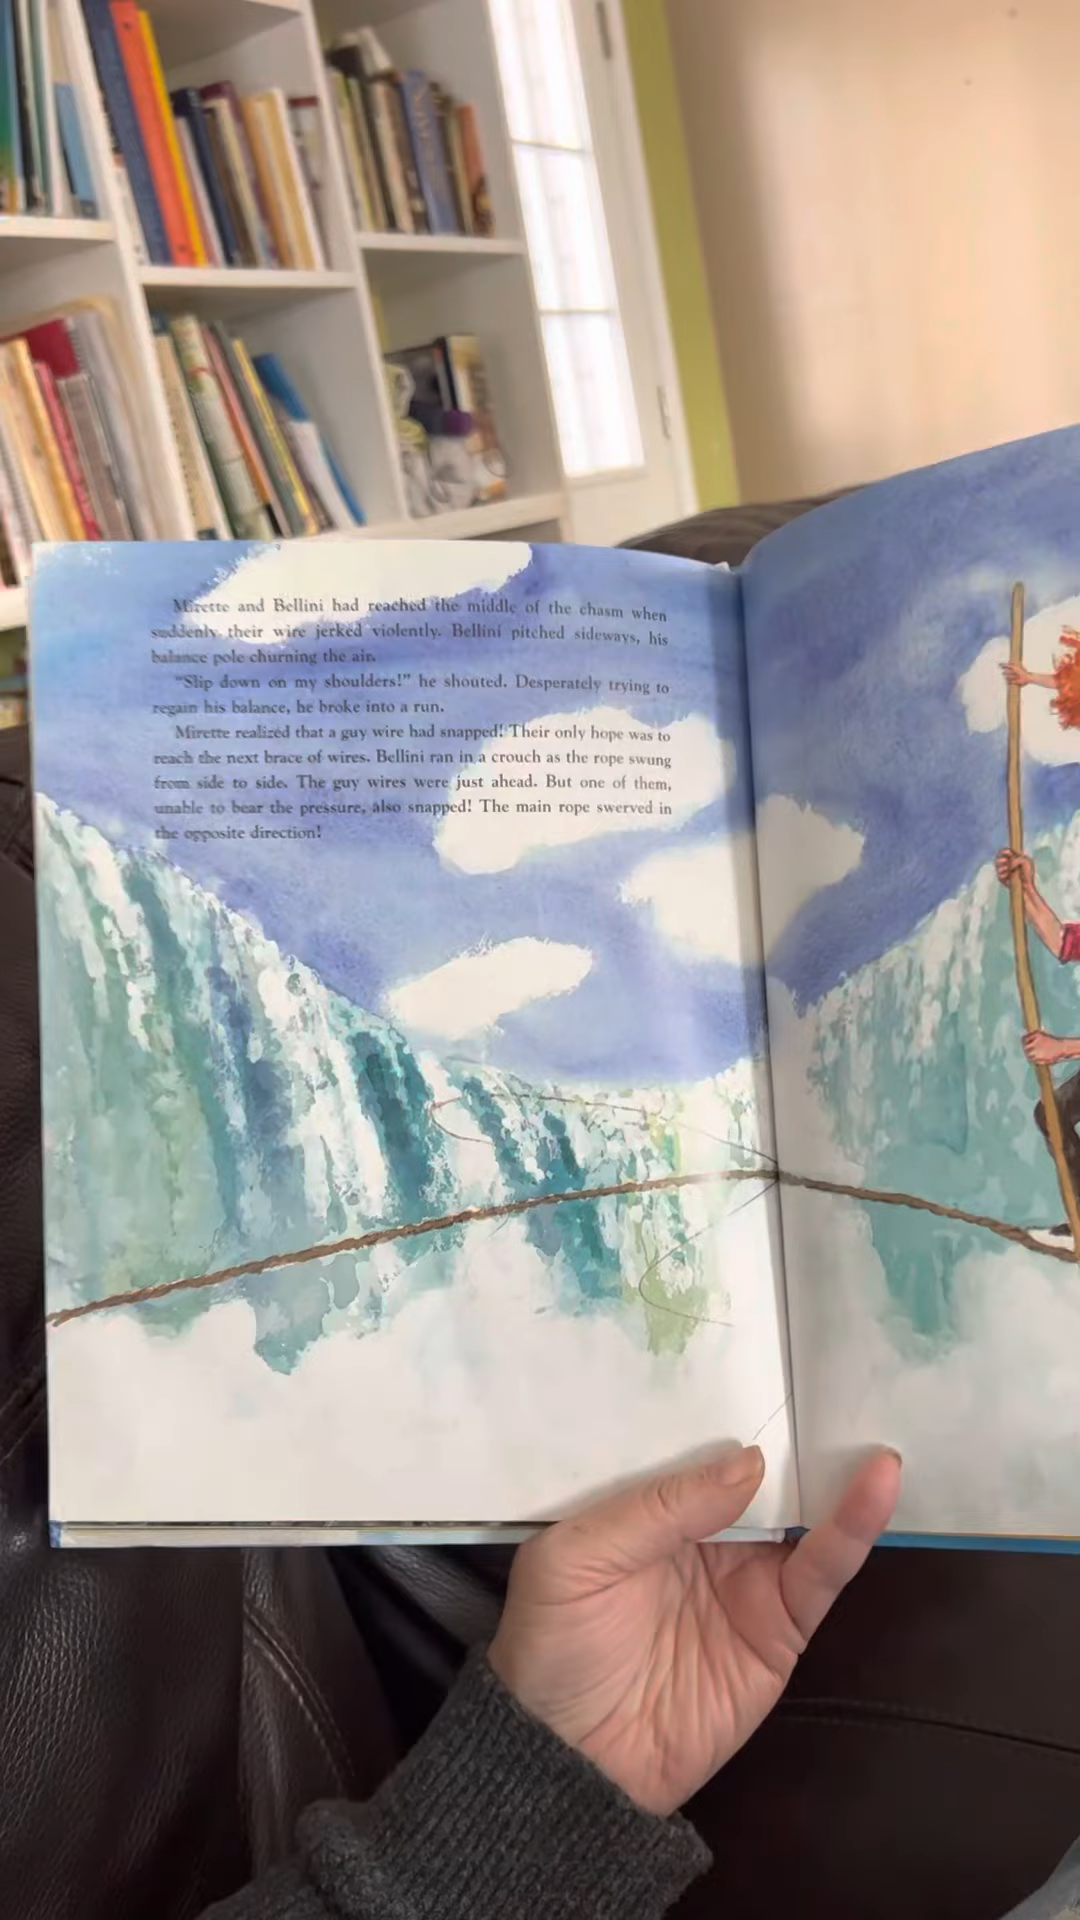 Mirette and Bellini had reached the middle of the chasm when
suddenly their wire jerked violently. Bellini pitched sideways, his
balance pole churning the air.
“Slip down on my shoulders!” he shouted. Desperately trying to
regain his balance, he broke into a run.
Mirette realized that a guy wire had snapped! Their only hope was to
reach the next brace of wires. Bellini ran in a crouch as the rope swung
from side to side. The guy wires were just ahead. But one of them,
unable to bear the pressure, also snapped! The main rope swerved in
the opposite direction!